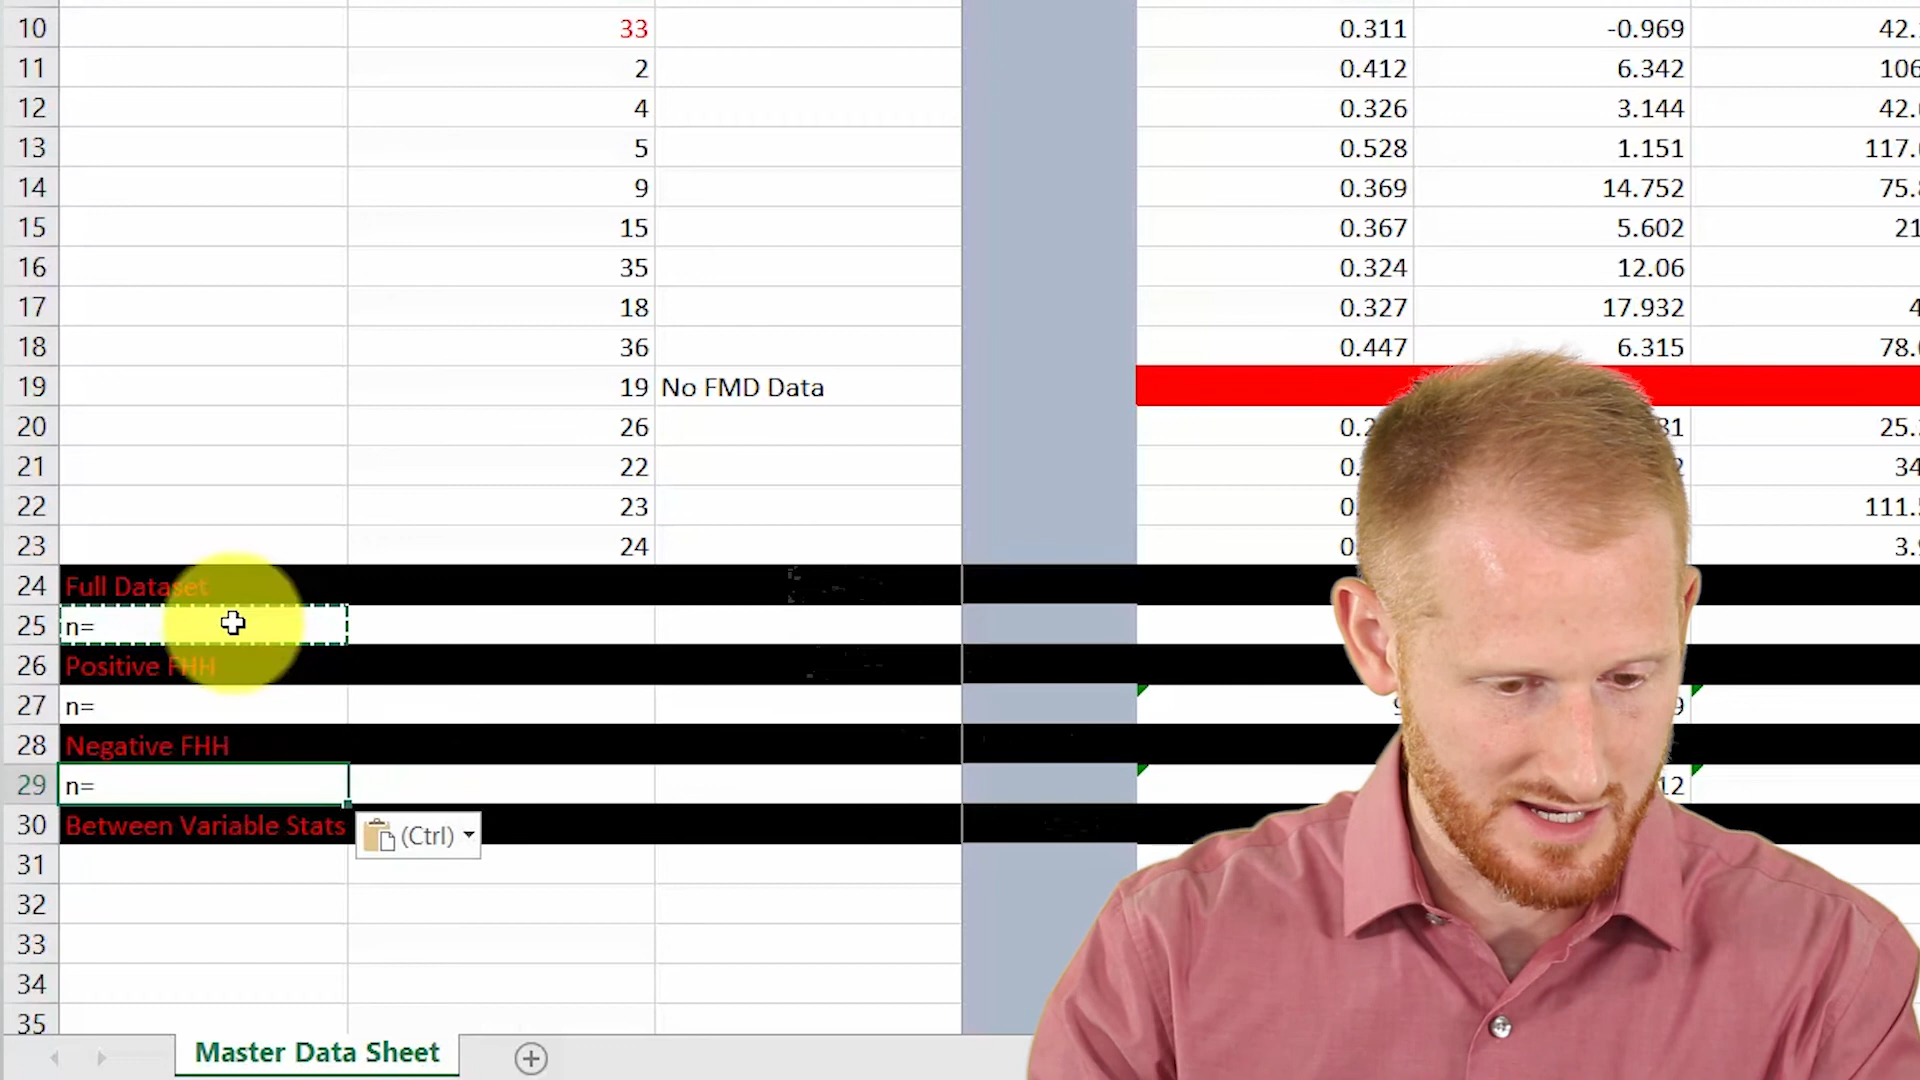 10 33 0.311 -0.969
11 2 0.412 6.342 106
12 4 0.326 3.144
13 5 0.528 1.151
14 9 0.369 14.752
15 15 0.367 5.602 21
16 35 0.324 12.06
17 18 0.327 17.932
18 36 0.447 6.315
19 19 No FMD Data
20 26
21 22 34
22 23
23 24
24 Full Dataset
25 n=
26 Positive FHH
27 n=
28 Negative FHH
29 n= 12
30 Between Variable Stats
(Ctrl)
31
32
33
34
35
Master Data Sheet